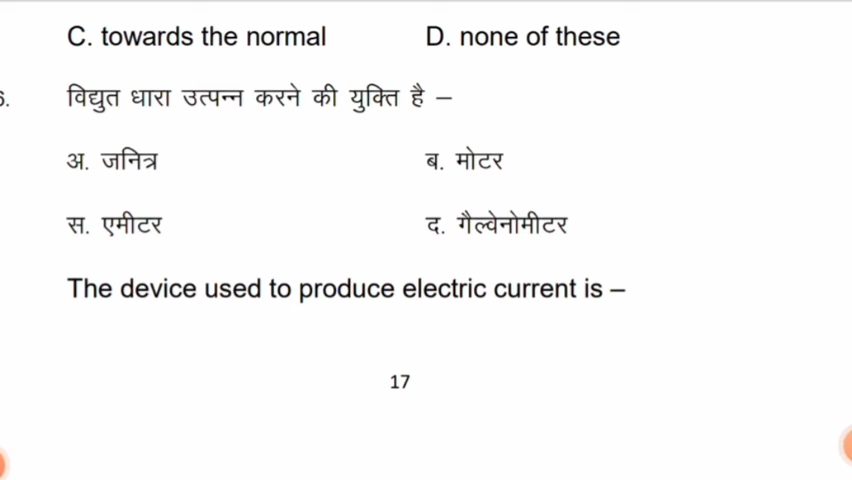 C. towards the normal D. none of these
6. विद्युत धारा उत्पन्न करने की युक्ति है –
अ. जनित्र ब. मोटर
स. एमीटर द. गैल्वेनोमीटर
The device used to produce electric current is –
17